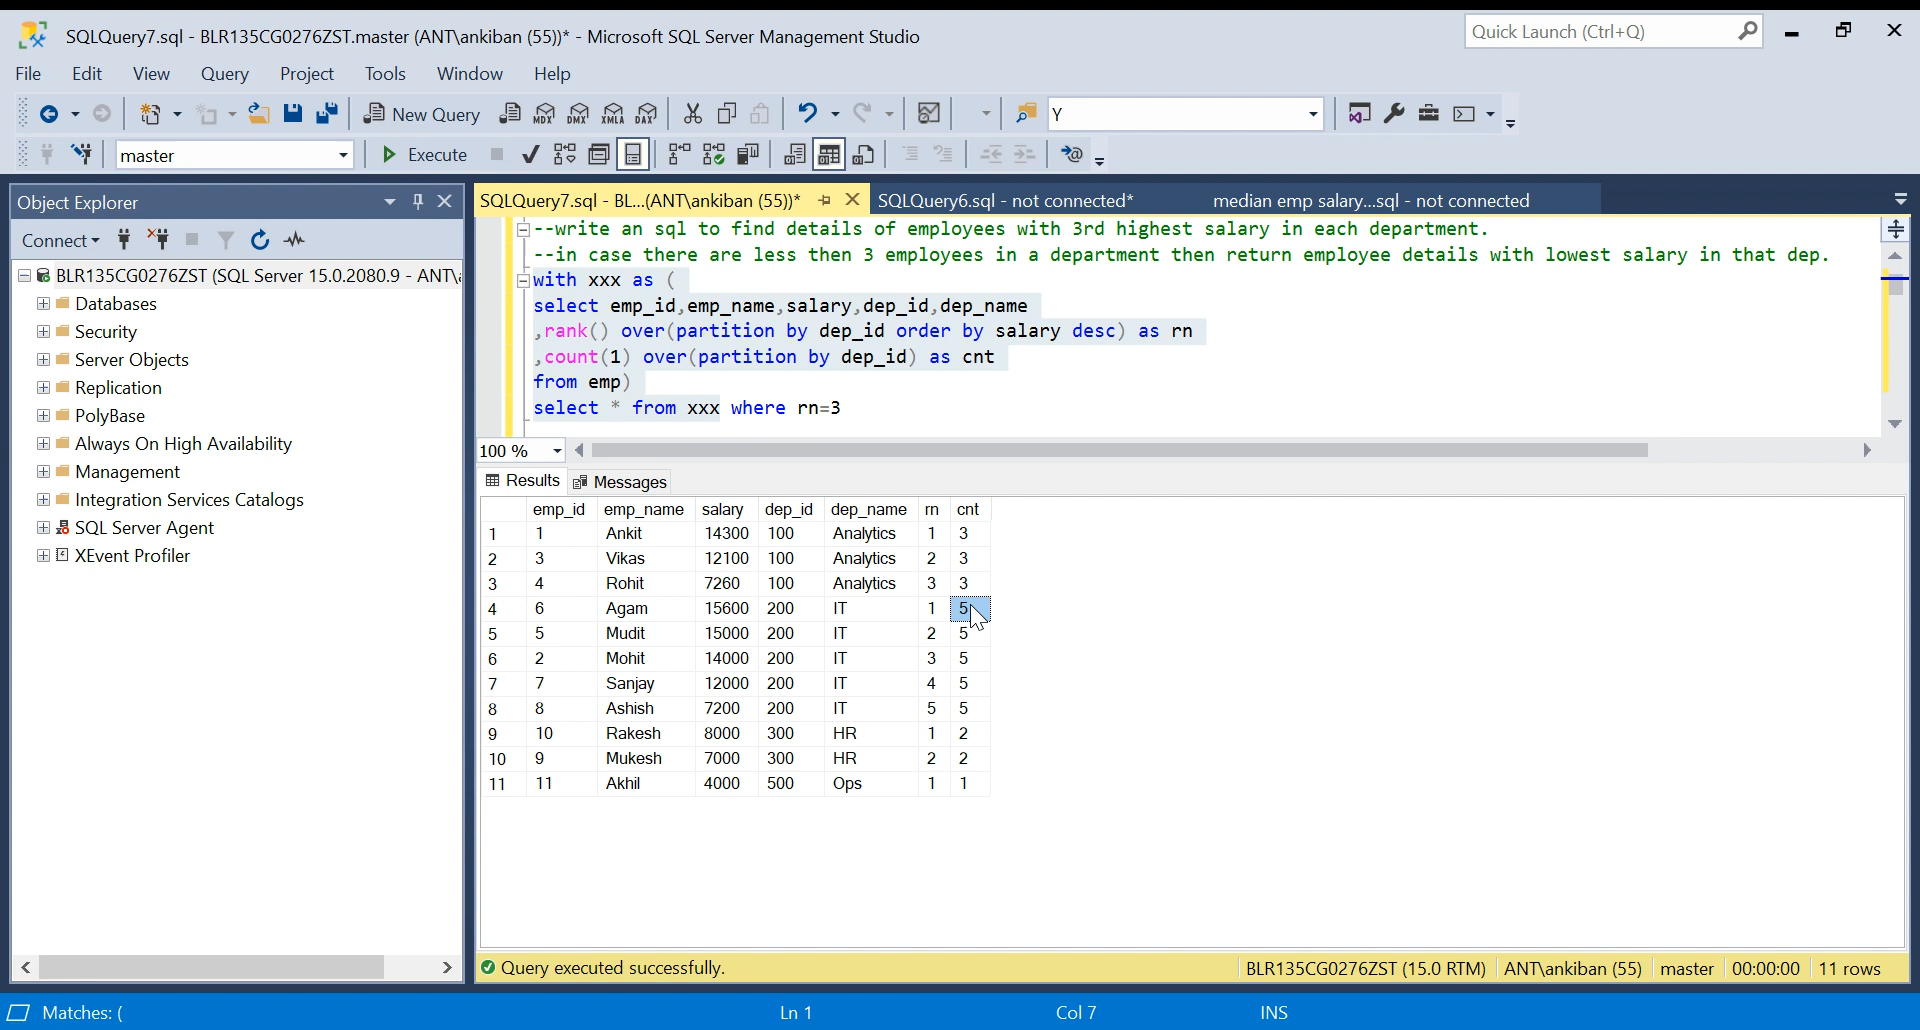 SQLQuery7.sql - BLR135CG0276ZST.master (ANT\ankiban (55))* - Microsoft SQL Server Management Studio
Quick Launch (Ctrl+Q)
File Edit View Query Project Tools Window Help
New Query MDX DMX XMLA DAX Y
master Execute
Object Explorer
SQLQuery7.sql - BL...(ANT\ankiban (55))* SQLQuery6.sql - not connected* median emp salary...sql - not connected
Connect
BLR135CG0276ZST (SQL Server 15.0.2080.9 - ANT\
Databases
Security
Server Objects
Replication
PolyBase
Always On High Availability
Management
Integration Services Catalogs
SQL Server Agent
XEvent Profiler
--write an sql to find details of employees with 3rd highest salary in each department.
--in case there are less then 3 employees in a department then return employee details with lowest salary in that dep.
with xxx as (
select emp_id,emp_name,salary,dep_id,dep_name
,rank() over(partition by dep_id order by salary desc) as rn
,count(1) over(partition by dep_id) as cnt
from emp)
select * from xxx where rn=3
100 %
Results Messages
emp_id emp_name salary dep_id dep_name rn cnt
1 1 Ankit 14300 100 Analytics 1 3
2 3 Vikas 12100 100 Analytics 2 3
3 4 Rohit 7260 100 Analytics 3 3
4 6 Agam 15600 200 IT 1 5
5 5 Mudit 15000 200 IT 2 5
6 2 Mohit 14000 200 IT 3 5
7 7 Sanjay 12000 200 IT 4 5
8 8 Ashish 7200 200 IT 5 5
9 10 Rakesh 8000 300 HR 1 2
10 9 Mukesh 7000 300 HR 2 2
11 11 Akhil 4000 500 Ops 1 1
Query executed successfully. BLR135CG0276ZST (15.0 RTM) ANT\ankiban (55) master 00:00:00 11 rows
Matches: ( Ln 1 Col 7 INS